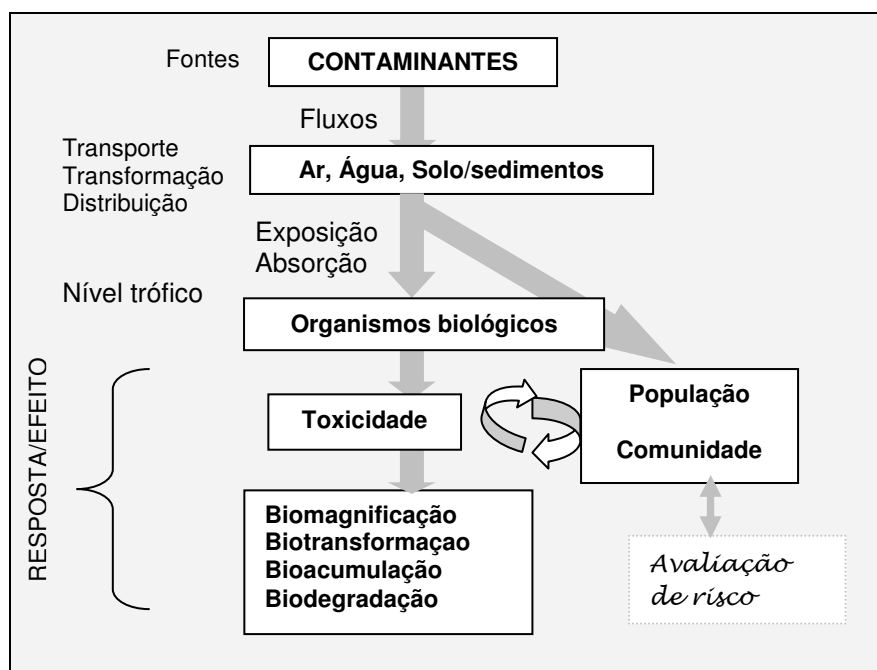 Fontes
CONTAMINANTES
Fluxos
Transporte
Transformação
Distribuição
Ar, Água, Solo/sedimentos
Exposição
Absorção
Nível trófico
Organismos biológicos
RESPOSTA/EFEITO
Toxicidade
População
Comunidade
Biomagnificação
Biotransformaçao
Bioacumulação
Biodegradação
Avaliação
de risco